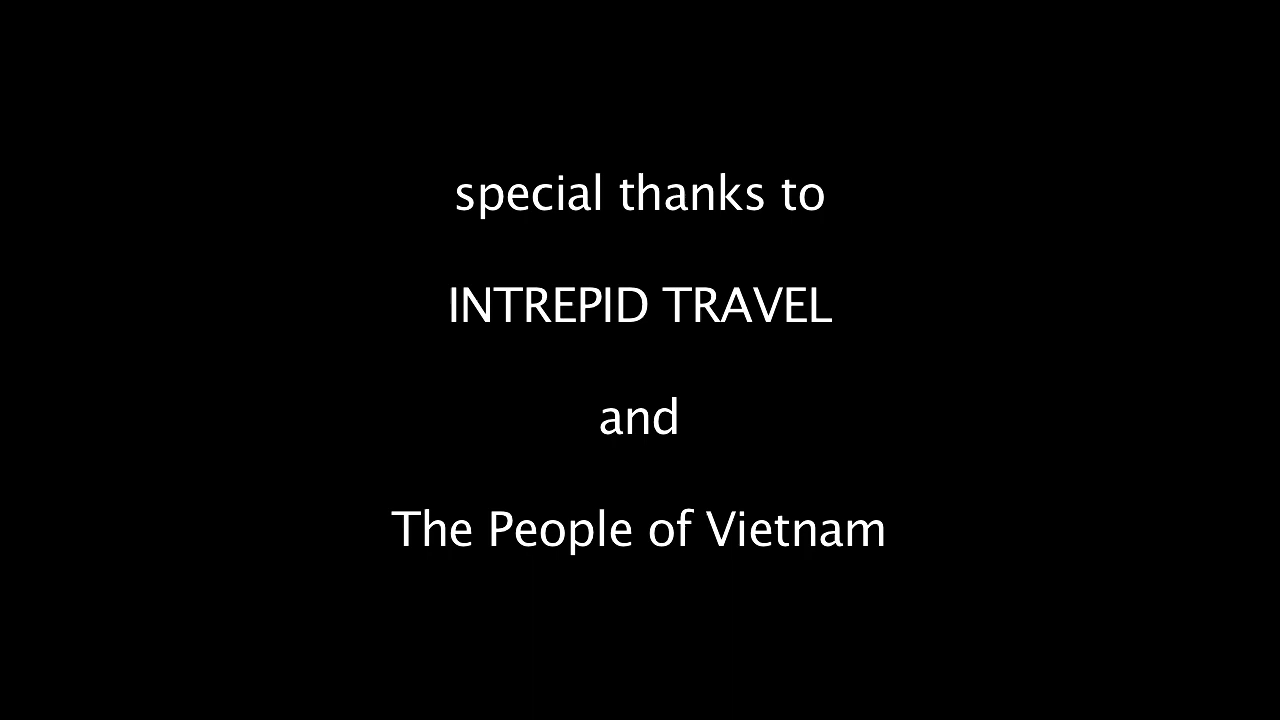 special thanks to
INTREPID TRAVEL
and
The People of Vietnam